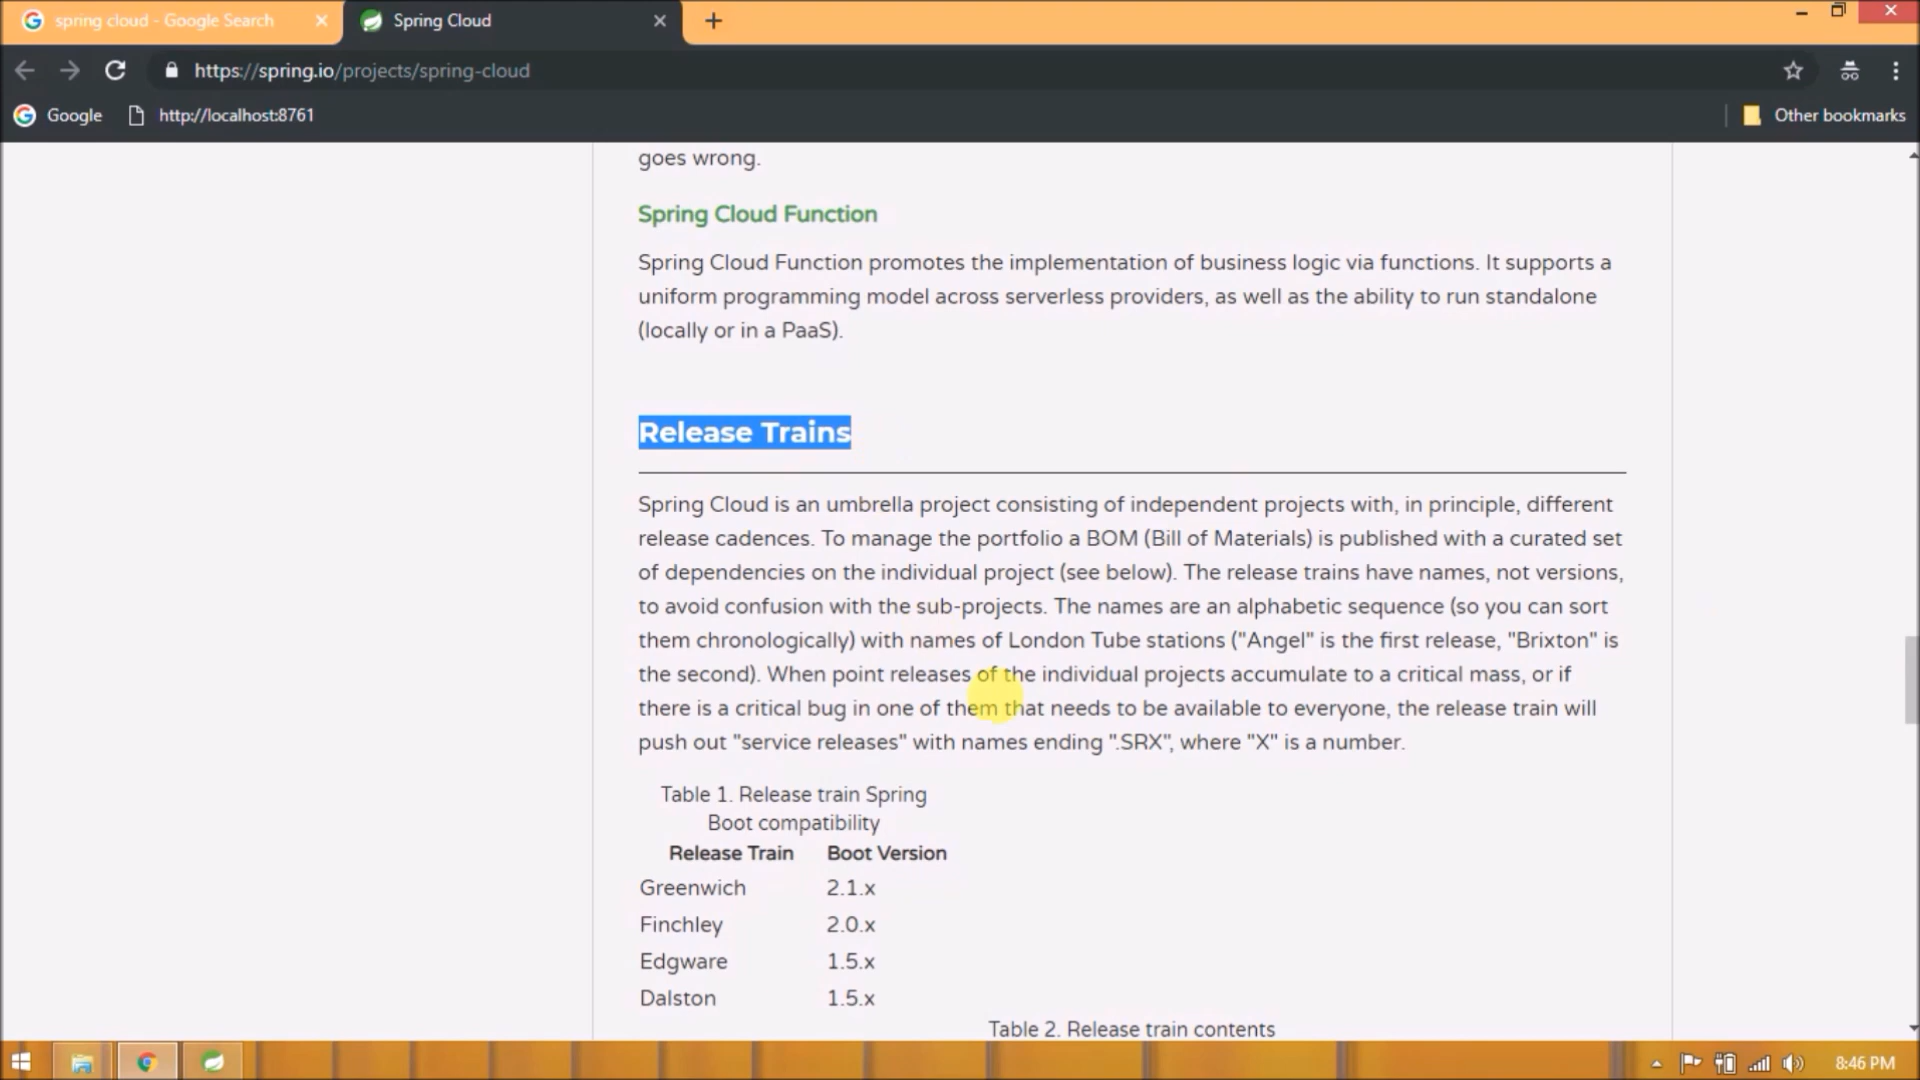 spring cloud - Google Search
Spring Cloud
https://spring.io/projects/spring-cloud
Google
http://localhost:8761
Other bookmarks
goes wrong.
Spring Cloud Function
Spring Cloud Function promotes the implementation of business logic via functions. It supports a
uniform programming model across serverless providers, as well as the ability to run standalone
(locally or in a PaaS).
Release Trains
Spring Cloud is an umbrella project consisting of independent projects with, in principle, different
release cadences. To manage the portfolio a BOM (Bill of Materials) is published with a curated set
of dependencies on the individual project (see below). The release trains have names, not versions,
to avoid confusion with the sub-projects. The names are an alphabetic sequence (so you can sort
them chronologically) with names of London Tube stations ("Angel" is the first release, "Brixton" is
the second). When point releases of the individual projects accumulate to a critical mass, or if
there is a critical bug in one of them that needs to be available to everyone, the release train will
push out "service releases" with names ending ".SRX", where "X" is a number.
Table 1. Release train Spring
Boot compatibility
Release Train Boot Version
Greenwich 2.1.x
Finchley 2.0.x
Edgware 1.5.x
Dalston 1.5.x
Table 2. Release train contents
8:46 PM